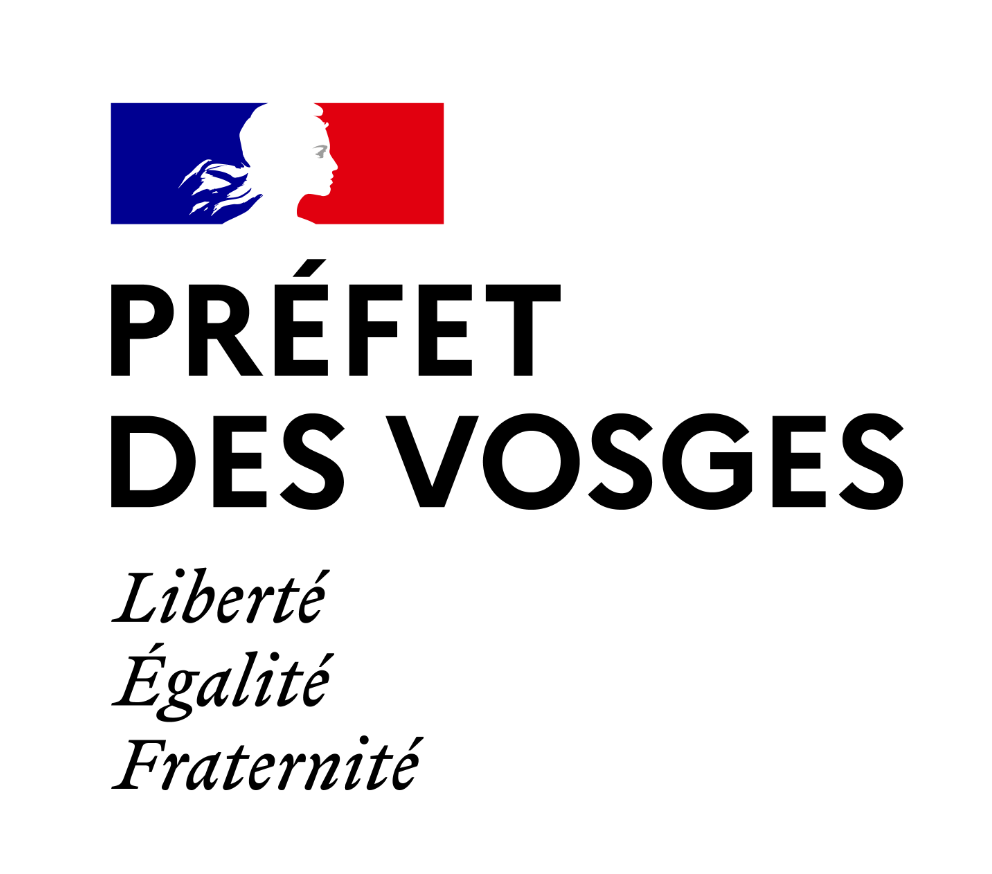 PRÉFET
DES VOSGES
Liberté
Égalité
Fraternité